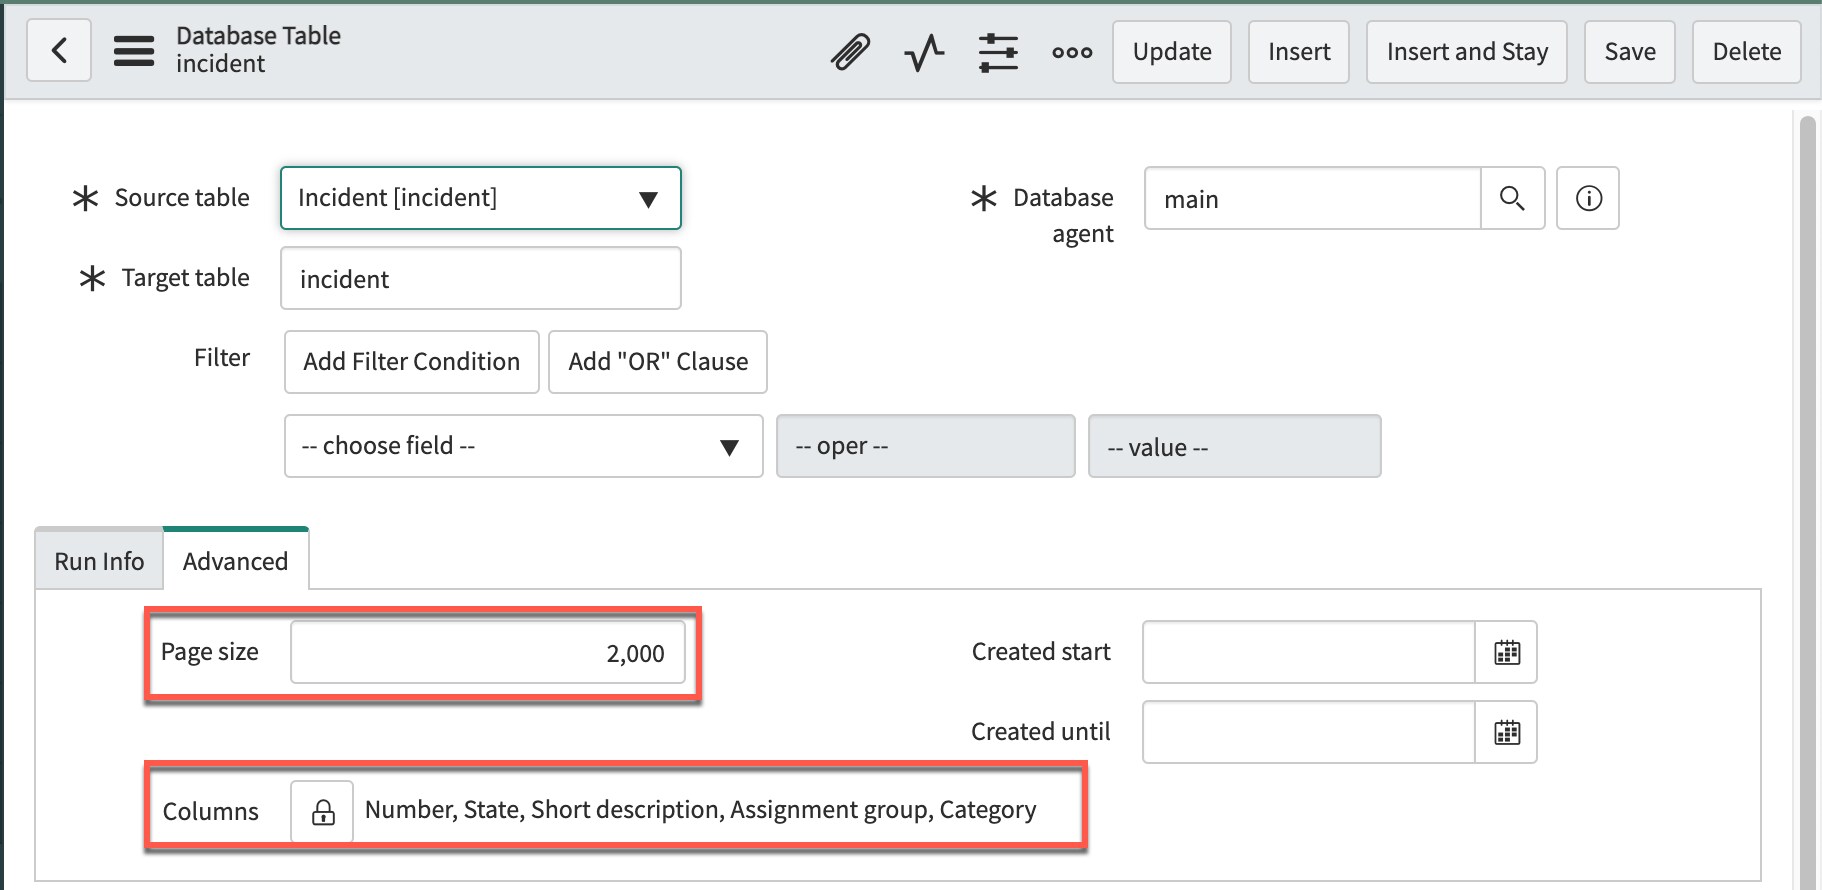 Database Table
incident
Update
Insert
Insert and Stay
Save
Delete
Source table
Incident [incident]
Database agent
main
Target table
incident
Filter
Add Filter Condition
Add "OR" Clause
-- choose field --
-- oper --
-- value --
Run Info
Advanced
Page size
2,000
Created start
Created until
Columns
Number, State, Short description, Assignment group, Category